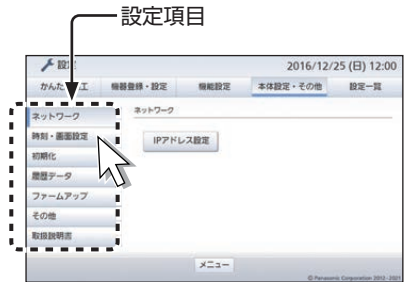 設定項目
設定 2016/12/25 (日) 12:00
かんたん 工 機器登録・設定 機能設定 本体設定・その他 設定一覧
ネットワーク ネットワーク
時刻・画面設定 IPアドレス設定
初期化
履歴データ
ファームアップ
その他
取扱説明書
メニュー
© Panasonic Corporation 2012-2021